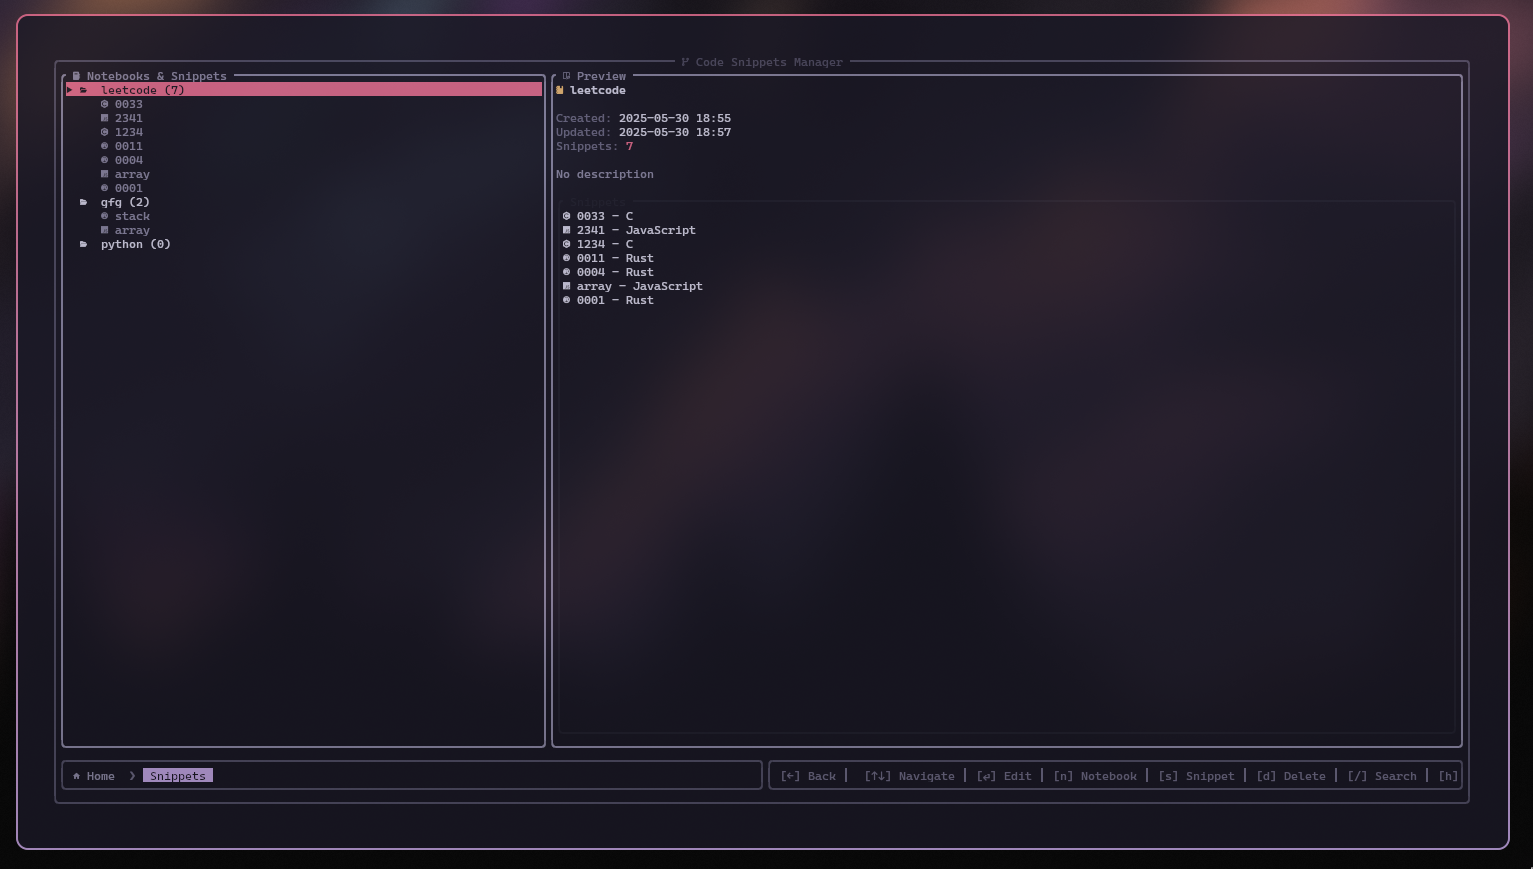 Code Snippets Manager
Notebooks & Snippets
leetcode (7)
0033
2341
1234
0011
0004
array
0001
gfg (2)
stack
array
python (0)
Preview
leetcode
Created: 2025-05-30 18:55
Updated: 2025-05-30 18:57
Snippets: 7
No description
Snippets
0033 - C
2341 - JavaScript
1234 - C
0011 - Rust
0004 - Rust
array - JavaScript
0001 - Rust
Home ❯ Snippets
[←] Back | [↑↓] Navigate | [↵] Edit | [n] Notebook | [s] Snippet | [d] Delete | [/] Search | [h]